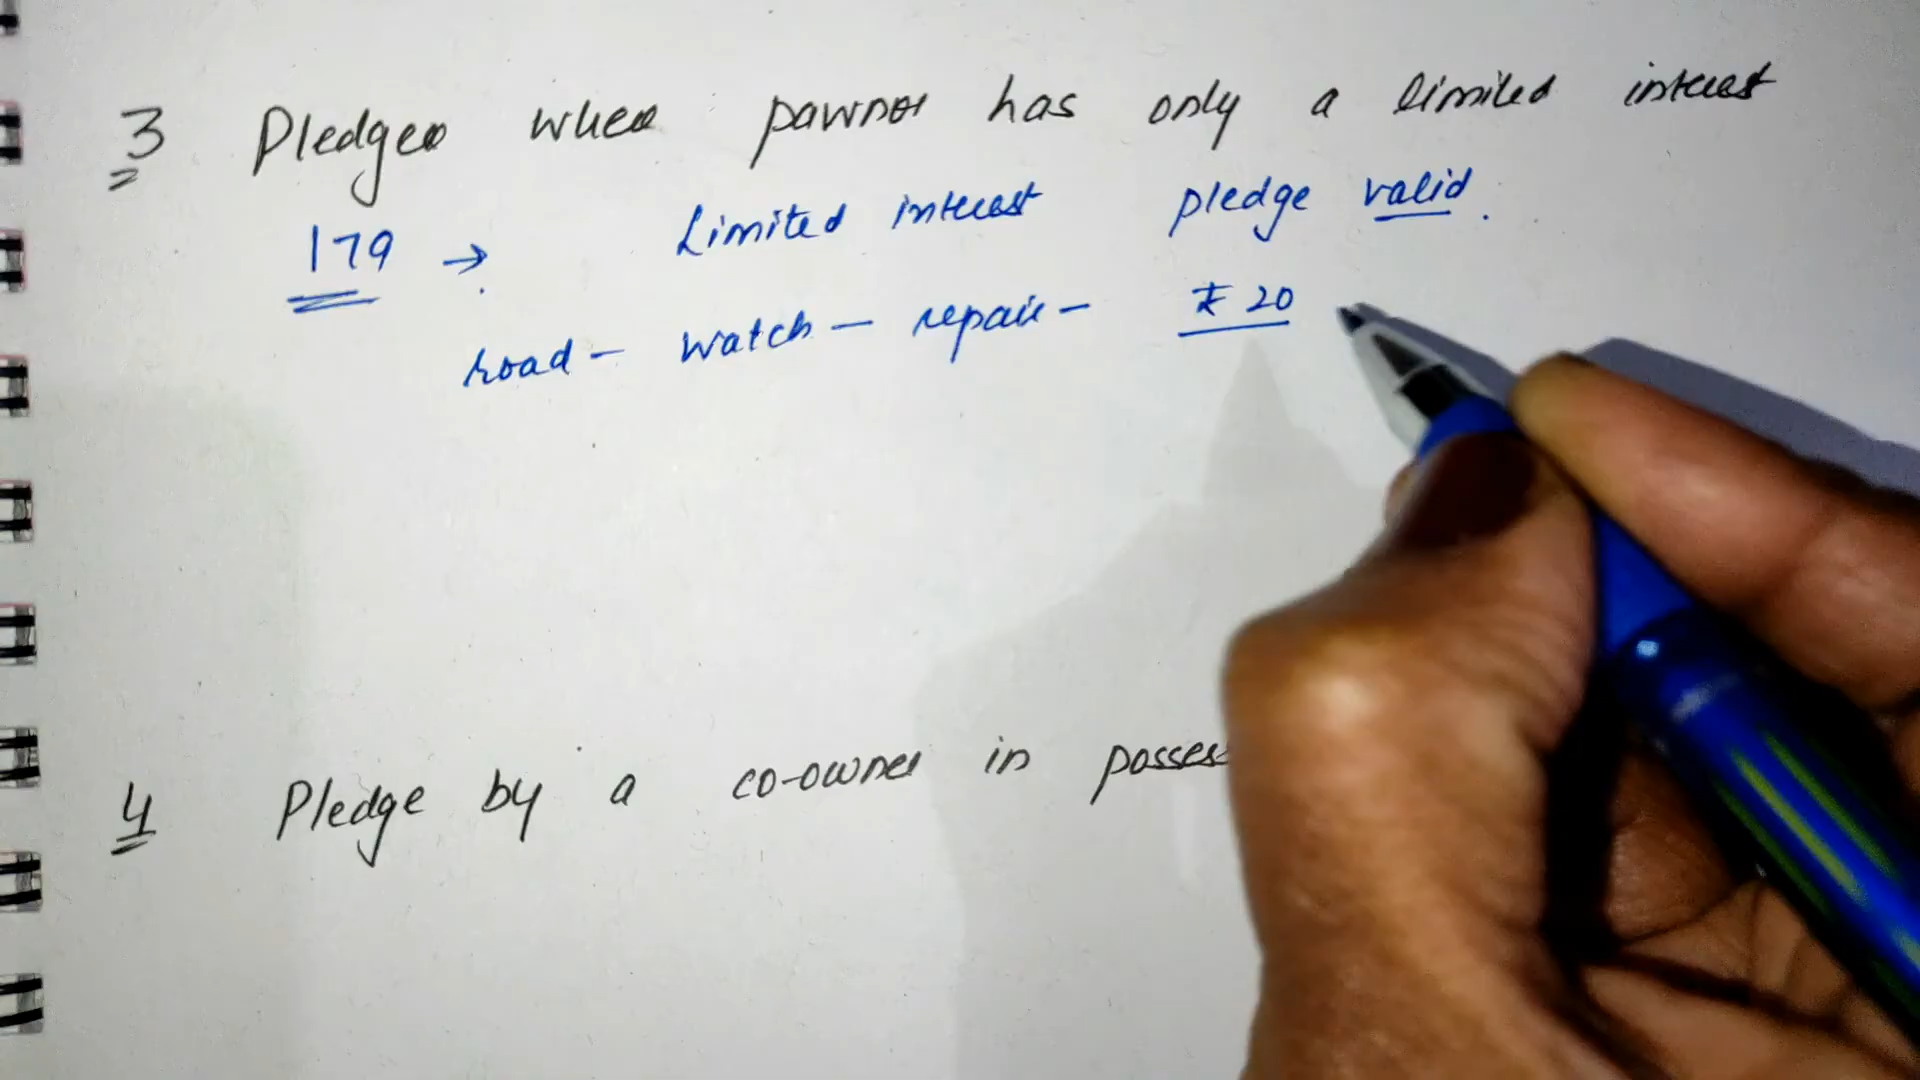 3 Pledgeo when pawnor has only a limited interest
179 → Limited interest pledge valid.
road - watch - repair - ₹ 20
4 Pledge by a co-owner in posses